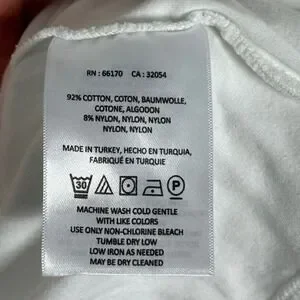 RN : 66170 CA : 32054
92% COTTON, COTON, BAUMWOLLE,
COTONE, ALGODON
8% NYLON, NYLON, NYLON
NYLON, NYLON
MADE IN TURKEY, HECHO EN TURQUIA,
FABRIQUÉ EN TURQUIE
30 P
MACHINE WASH COLD GENTLE
WITH LIKE COLORS
USE ONLY NON-CHLORINE BLEACH
TUMBLE DRY LOW
LOW IRON AS NEEDED
MAY BE DRY CLEANED